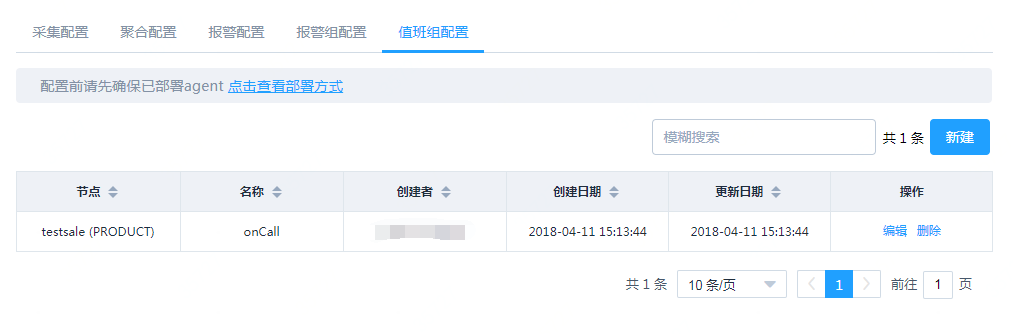 采集配置 聚合配置 报警配置 报警组配置 值班组配置
配置前请先确保已部署agent 点击查看部署方式
模糊搜索 共 1 条 新建
节点 名称 创建者 创建日期 更新日期 操作
testsale (PRODUCT) onCall 2018-04-11 15:13:44 2018-04-11 15:13:44 编辑 删除
共 1 条 10 条/页 1 前往 1 页